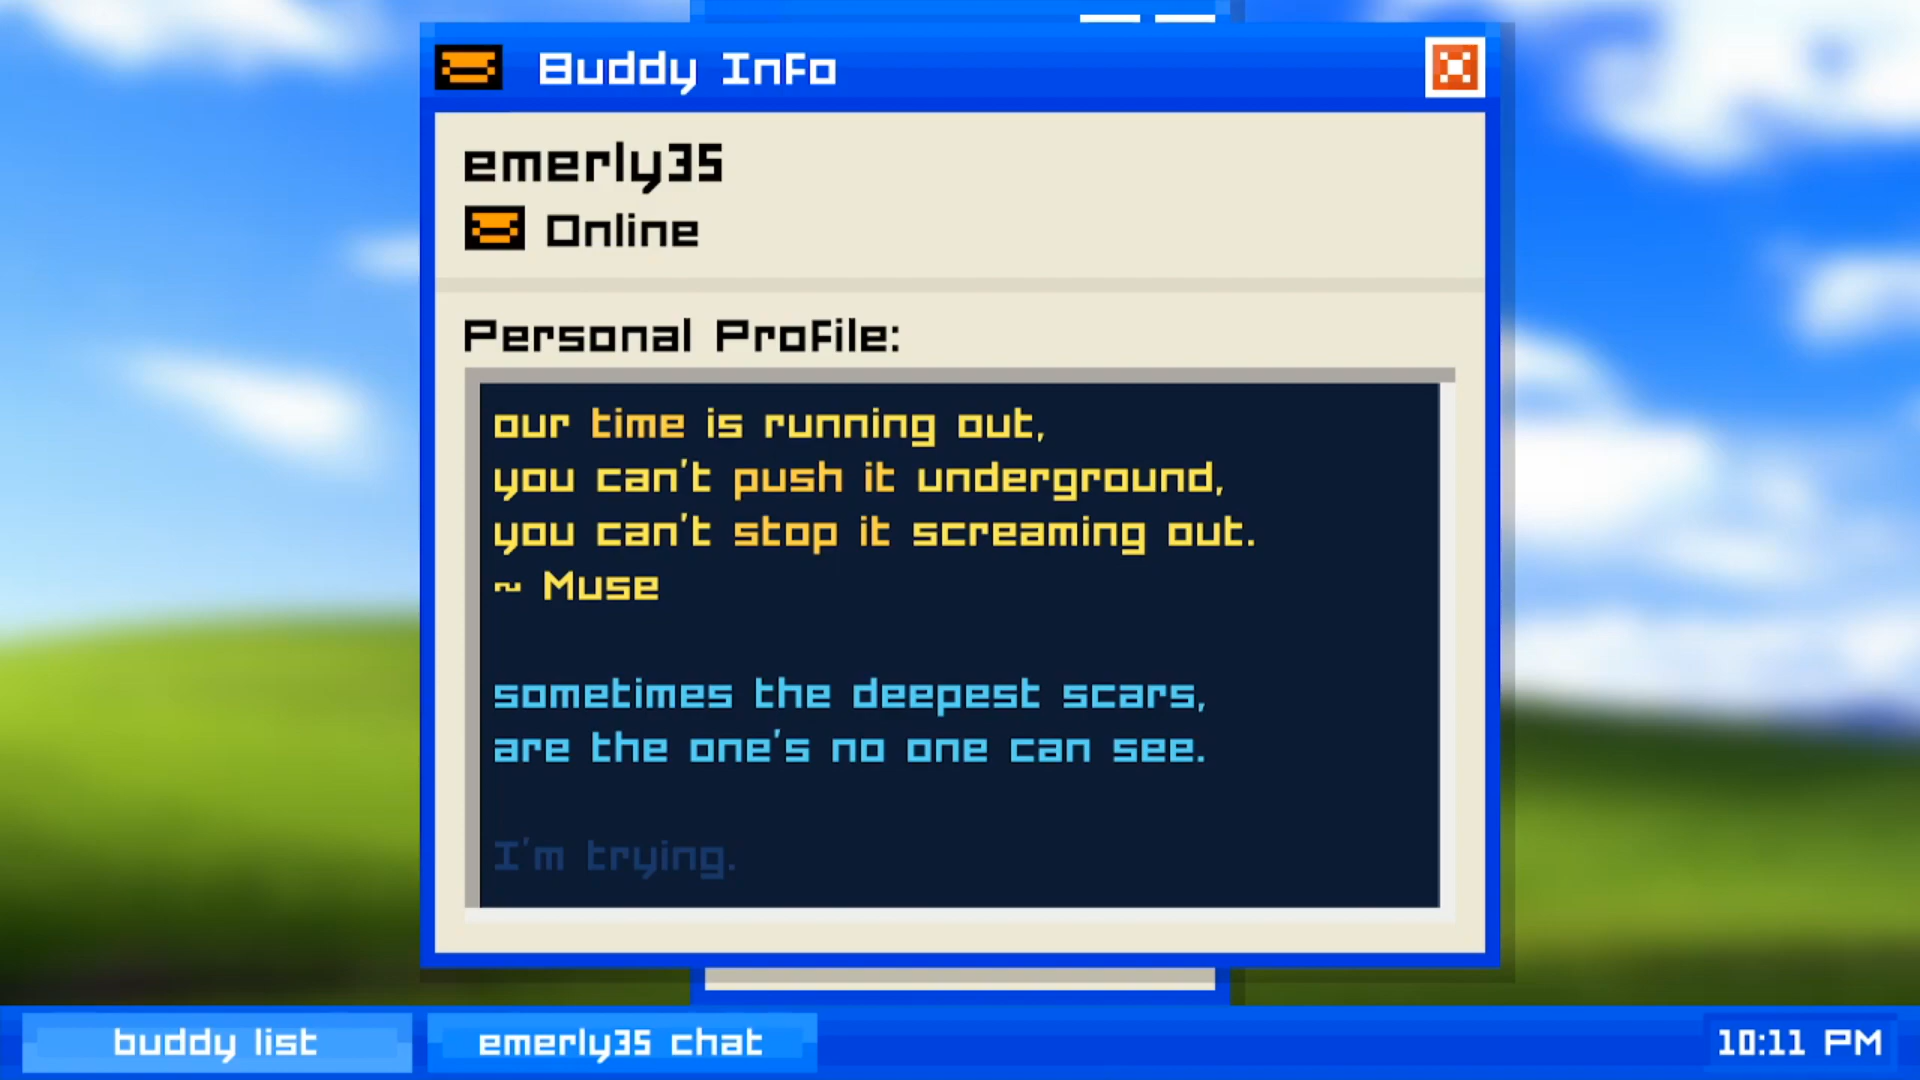 Buddy Info
emerly35
Online
Personal Profile:
our time is running out,
you can't push it underground,
you can't stop it screaming out.
~ Muse
sometimes the deepest scars,
are the one's no one can see.
I'm trying.
buddy list
emerly35 chat
10:11 PM